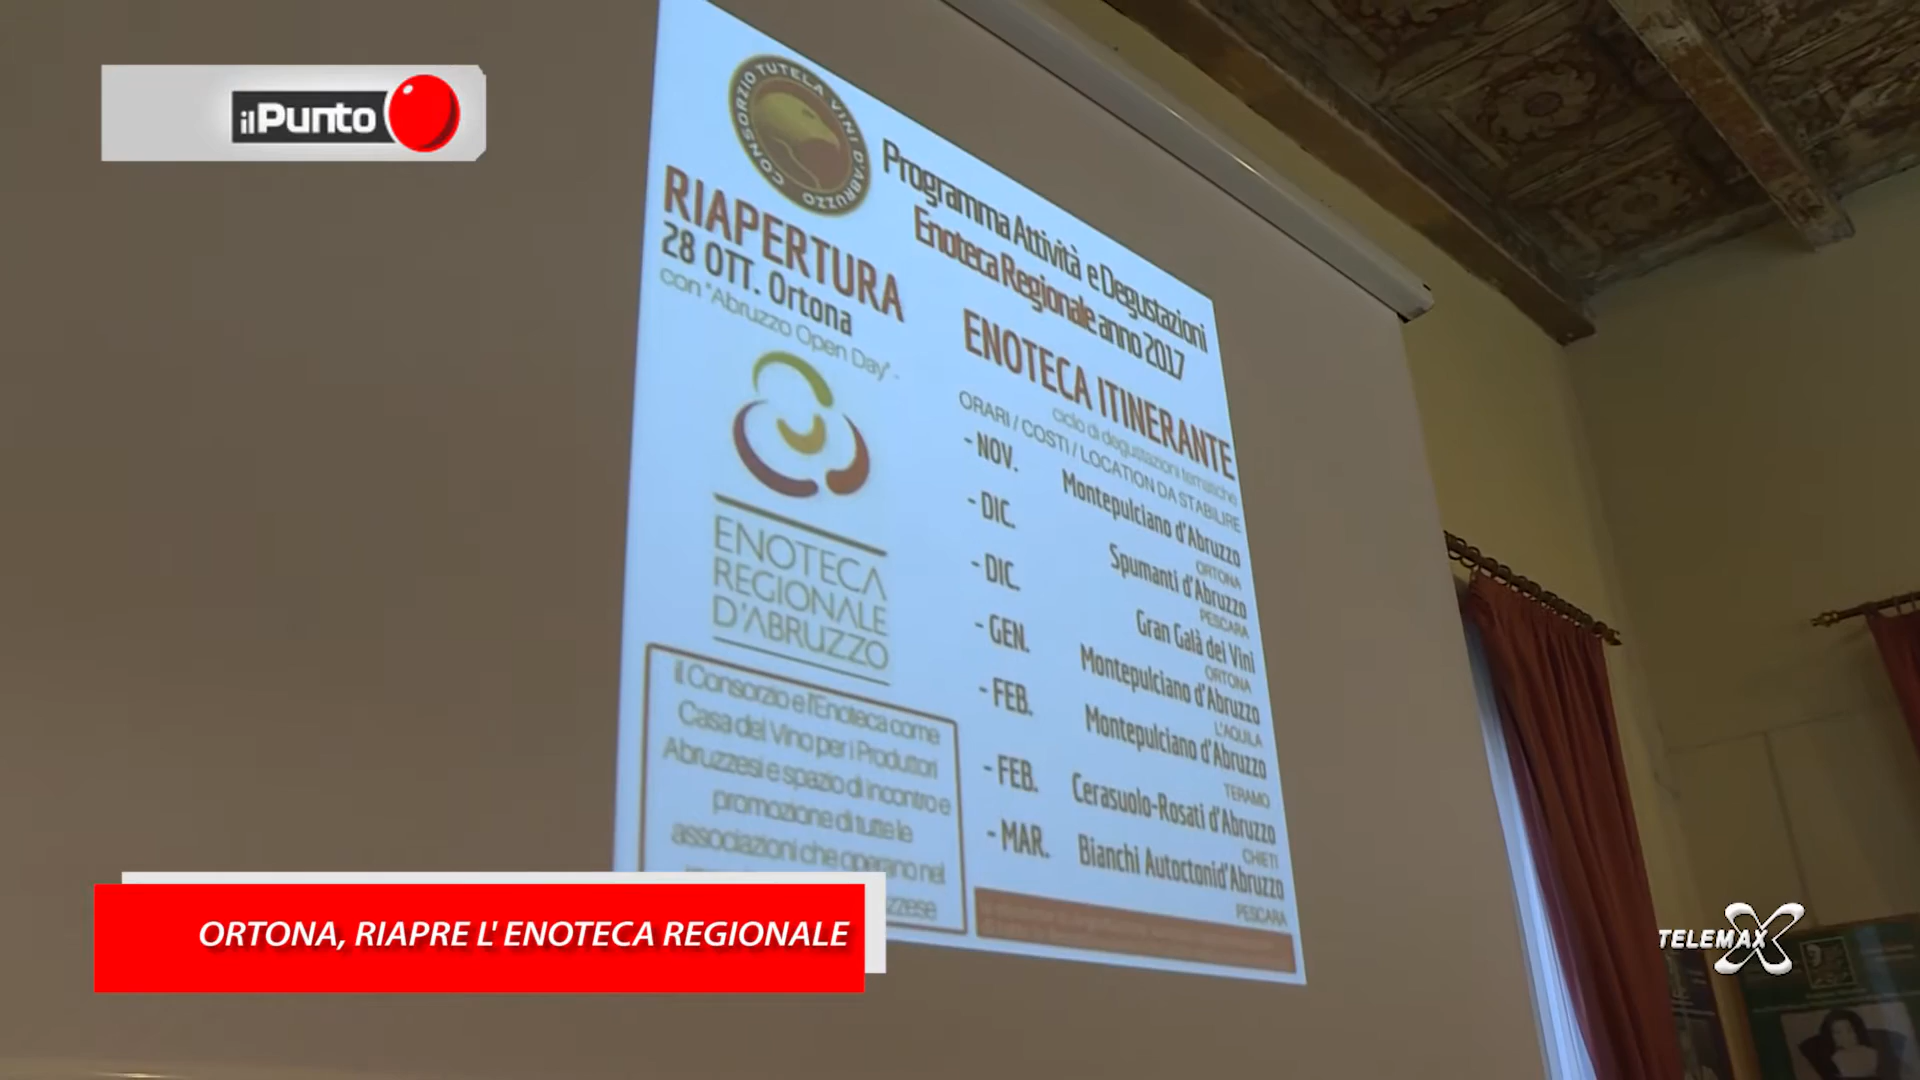 ilPunto
CONSORZIO TUTELA VINI D'ABRUZZO
Programma Attività e Degustazioni
Enoteca Regionale anno 2017
RIAPERTURA
28 OTT. Ortona
con "Abruzzo Open Day" -
ENOTECA
REGIONALE
D'ABRUZZO
il Consorzio e l'Enoteca come
Casa del Vino per i Produttori
Abruzzesi e spazio di incontro e
promozione di tutte le
associazioni che operano nel
ENOTECA ITINERANTE
ciclo di degustazioni tematiche
ORARI / COSTI / LOCATION DA STABILIRE
- NOV. Montepulciano d'Abruzzo
ORTONA
- DIC. Spumanti d'Abruzzo
PESCARA
- DIC. Gran Galà dei Vini
ORTONA
- GEN. Montepulciano d'Abruzzo
L'AQUILA
- FEB. Montepulciano d'Abruzzo
TERAMO
- FEB. Cerasuolo-Rosati d'Abruzzo
CHIETI
- MAR. Bianchi Autoctonid'Abruzzo
PESCARA
ORTONA, RIAPRE L' ENOTECA REGIONALE
TELEMAX